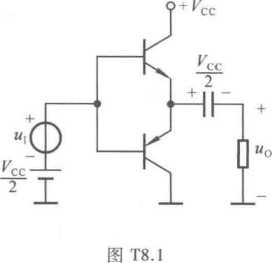 +V_CC
V_CC/2
+ −
+
u_I
−
V_CC/2
+
u_O
−
图 T8.1